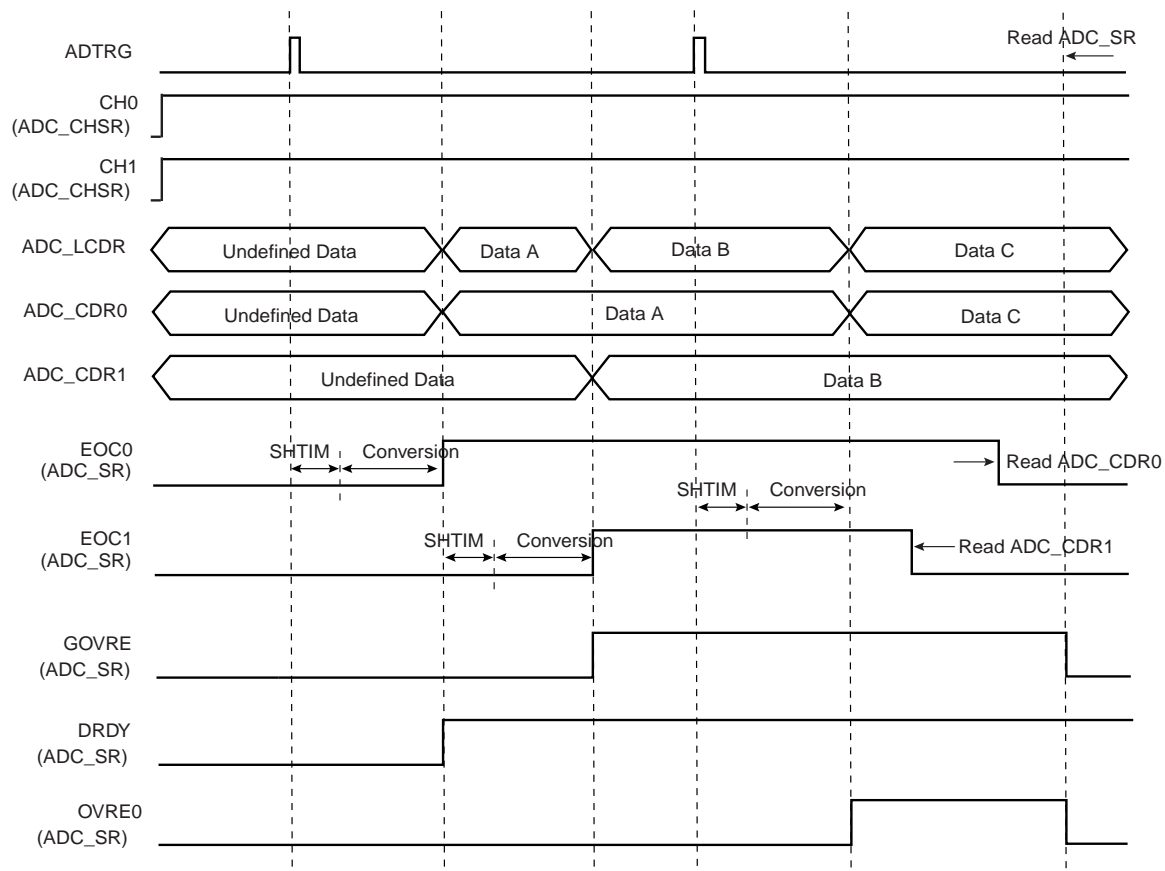 ADTRG
Read ADC_SR
CH0
(ADC_CHSR)
CH1
(ADC_CHSR)
ADC_LCDR
Undefined Data
Data A
Data B
Data C
ADC_CDR0
Undefined Data
Data A
Data C
ADC_CDR1
Undefined Data
Data B
EOC0
(ADC_SR)
SHTIM
Conversion
Read ADC_CDR0
SHTIM
Conversion
EOC1
(ADC_SR)
SHTIM
Conversion
Read ADC_CDR1
GOVRE
(ADC_SR)
DRDY
(ADC_SR)
OVRE0
(ADC_SR)